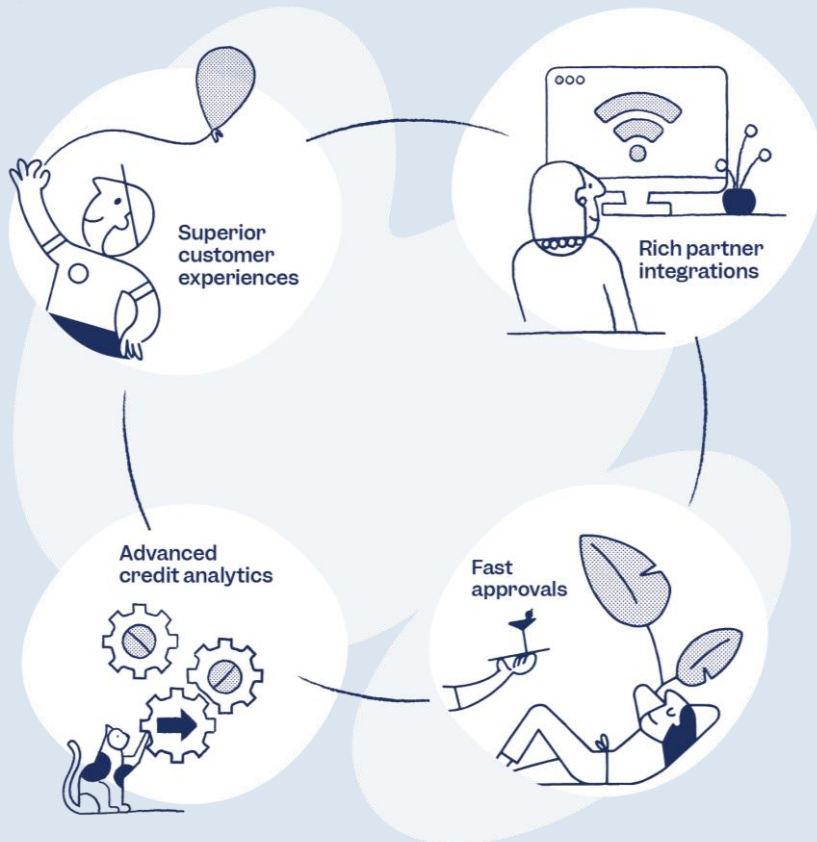 Superior
customer
experiences
Rich partner
integrations
Advanced
credit analytics
Fast
approvals